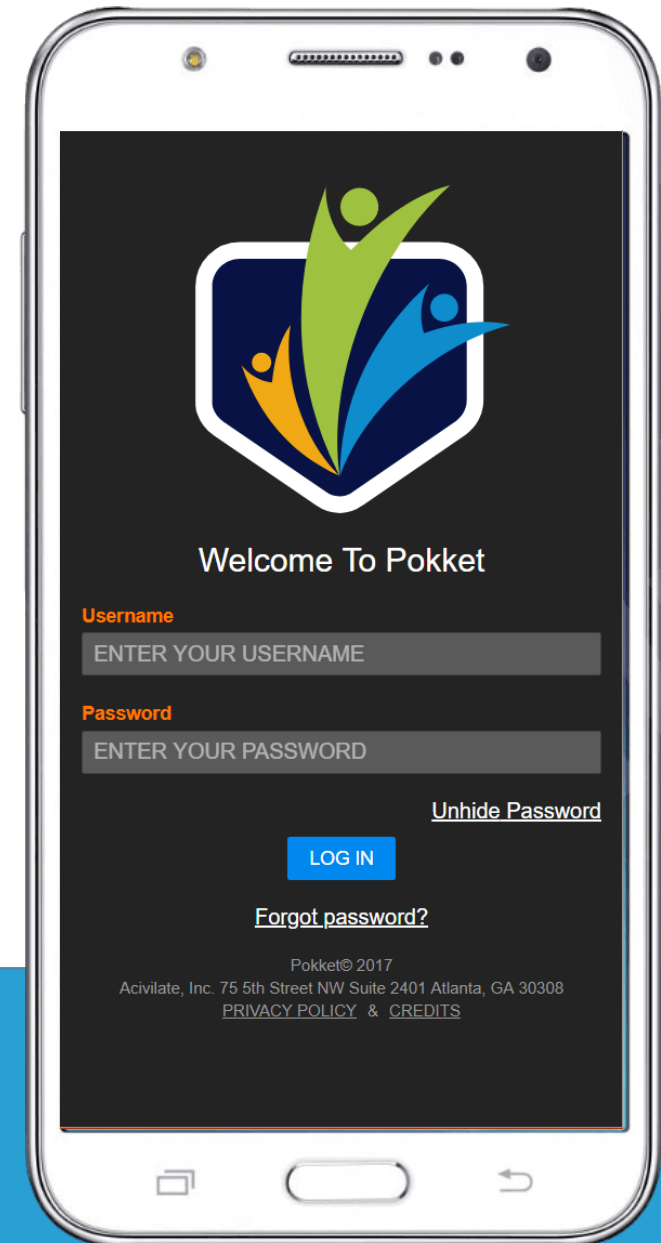 Welcome To Pokket
Username
ENTER YOUR USERNAME
Password
ENTER YOUR PASSWORD
Unhide Password
LOG IN
Forgot password?
Pokket© 2017
Acivilate, Inc. 75 5th Street NW Suite 2401 Atlanta, GA 30308
PRIVACY POLICY & CREDITS